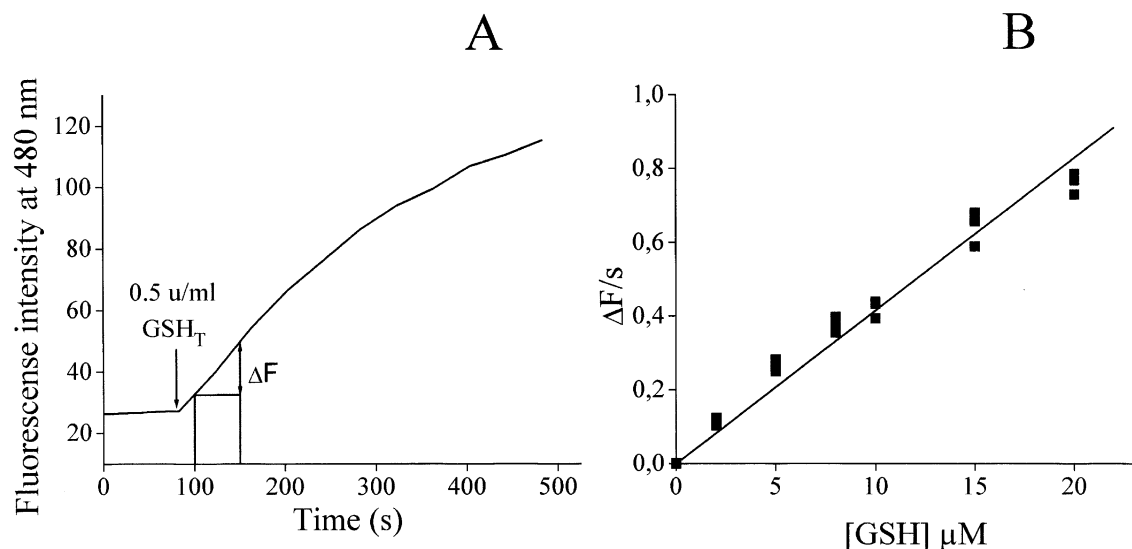 A
Fluorescense intensity at 480 nm
120
100
80
60
40
20
0.5 u/ml
GSH_T
ΔF
0
100
200
300
400
500
Time (s)
B
ΔF/s
1,0
0,8
0,6
0,4
0,2
0,0
0
5
10
15
20
[GSH] µM